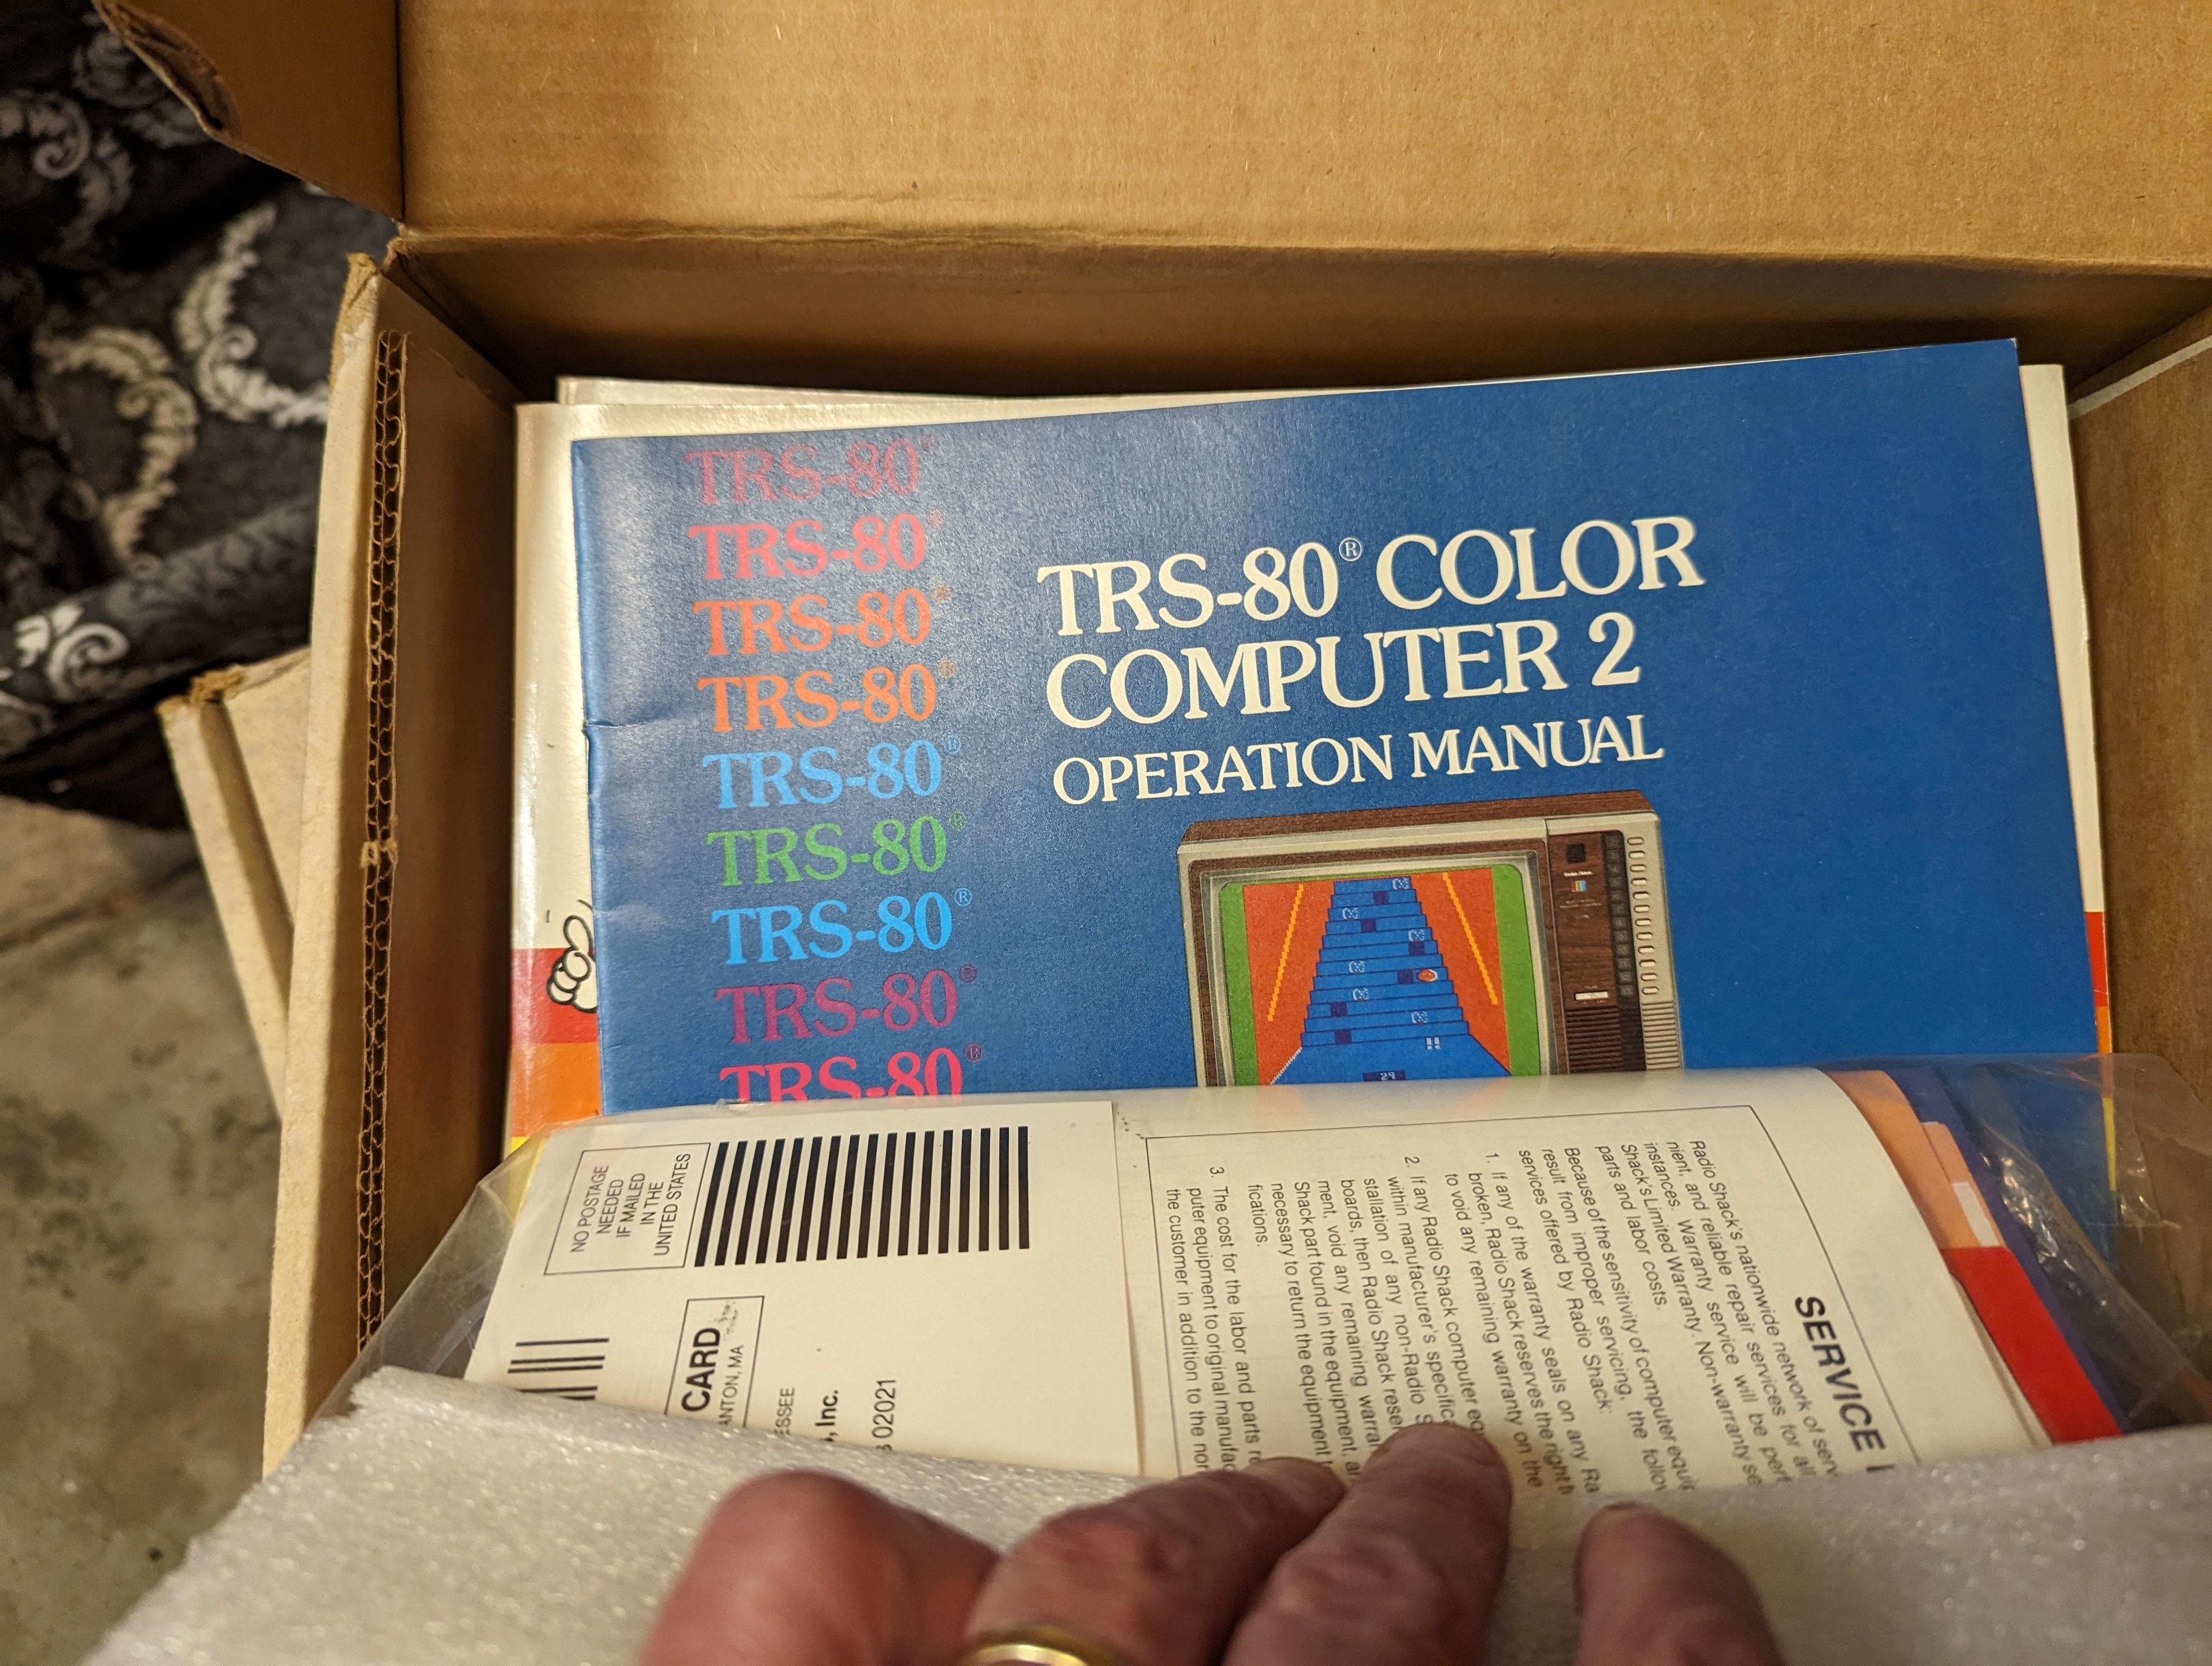 TRS-80®
TRS-80®
TRS-80®
TRS-80®
TRS-80®
TRS-80®
TRS-80®
TRS-80®
TRS-80®
TRS-80® COLOR
COMPUTER 2
OPERATION MANUAL
29
NO POSTAGE
NEEDED
IF MAILED
IN THE
UNITED STATES
CARD
ANTON, MA
ESSEE
, Inc.
02021
SERVICE
Radio Shack's nationwide network of serv
nient, and reliable repair services for all
instances. Warranty service will be perf
Shack's Limited Warranty. Non-warranty se
parts and labor costs.
Because of the sensitivity of computer equi
result from improper servicing, the follow
services offered by Radio Shack:
1. If any of the warranty seals on any Ra
broken, Radio Shack reserves the right t
to void any remaining warranty on the
2. If any Radio Shack computer eq
within manufacturer's specific
stallation of any non-Radio S
boards, then Radio Shack rese
ment, void any remaining warra
Shack part found in the equipment, a
necessary to return the equipment t
fications.
3. The cost for the labor and parts r
puter equipment to original manufac
the customer in addition to the nor